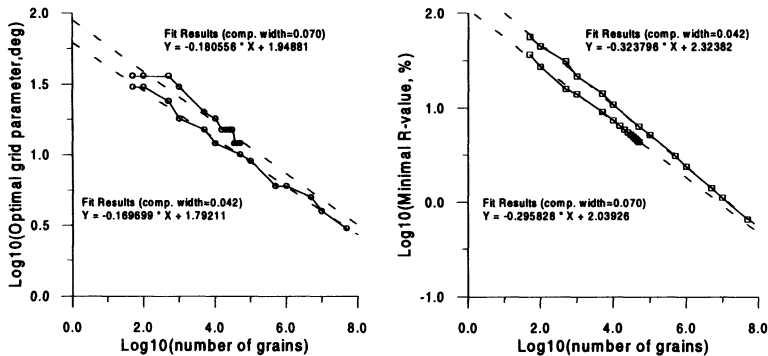 Log10(Optimal grid parameter,deg)
2.0
1.5
1.0
0.5
0.0
Fit Results (comp. width=0.070)
Y = -0.180556 * X + 1.94881
Fit Results (comp. width=0.042)
Y = -0.169699 * X + 1.79211
0.0 2.0 4.0 6.0 8.0
Log10(number of grains)
Log10(Minimal R-value, %)
2.0
1.0
0.0
-1.0
Fit Results (comp. width=0.042)
Y = -0.323796 * X + 2.32382
Fit Results (comp. width=0.070)
Y = -0.295828 * X + 2.03926
0.0 2.0 4.0 6.0 8.0
Log10(number of grains)